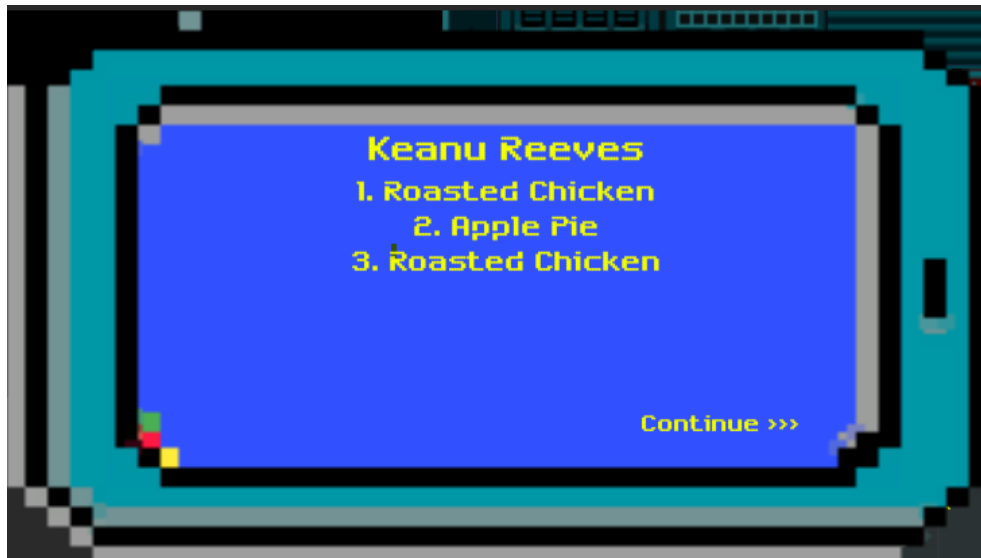 Keanu Reeves
1. Roasted Chicken
2. Apple Pie
3. Roasted Chicken
Continue >>>